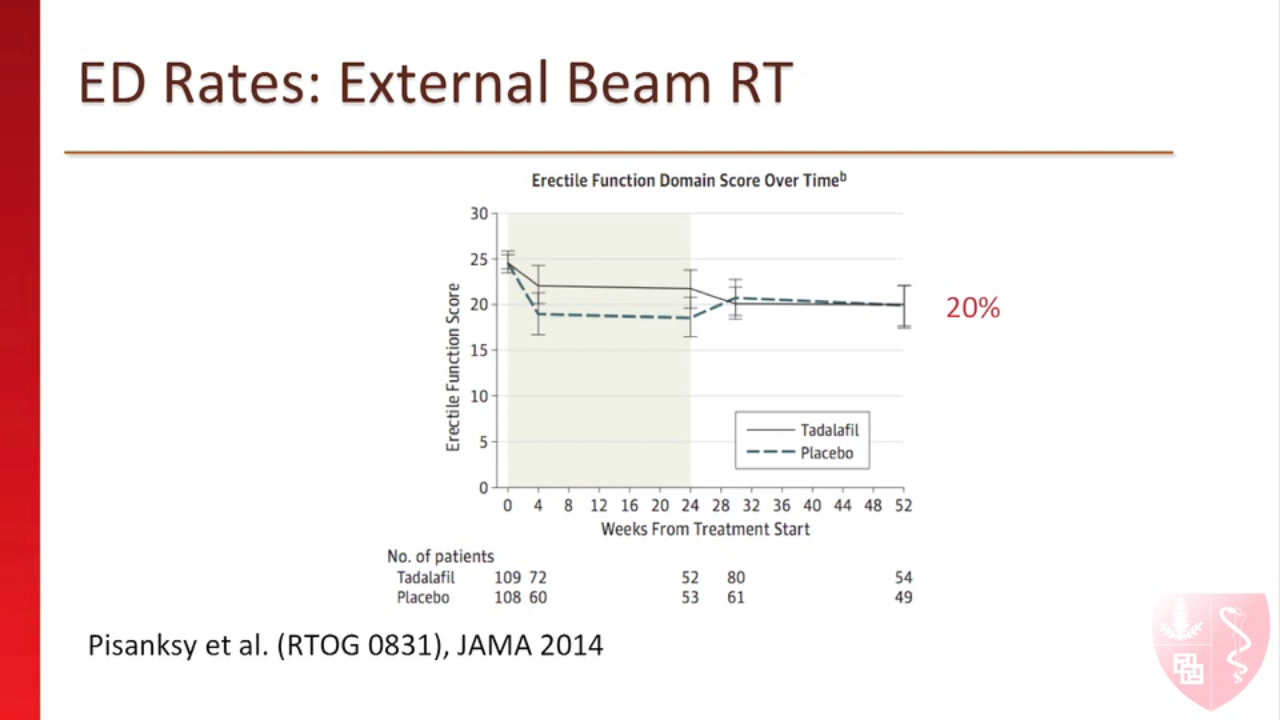 ED Rates: External Beam RT
Erectile Function Domain Score Over Timeᵇ
Erectile Function Score
30
25
20
15
10
5
0
20%
Tadalafil
Placebo
0 4 8 12 16 20 24 28 32 36 40 44 48 52
Weeks From Treatment Start
No. of patients
Tadalafil 109 72 52 80 54
Placebo 108 60 53 61 49
Pisanksy et al. (RTOG 0831), JAMA 2014